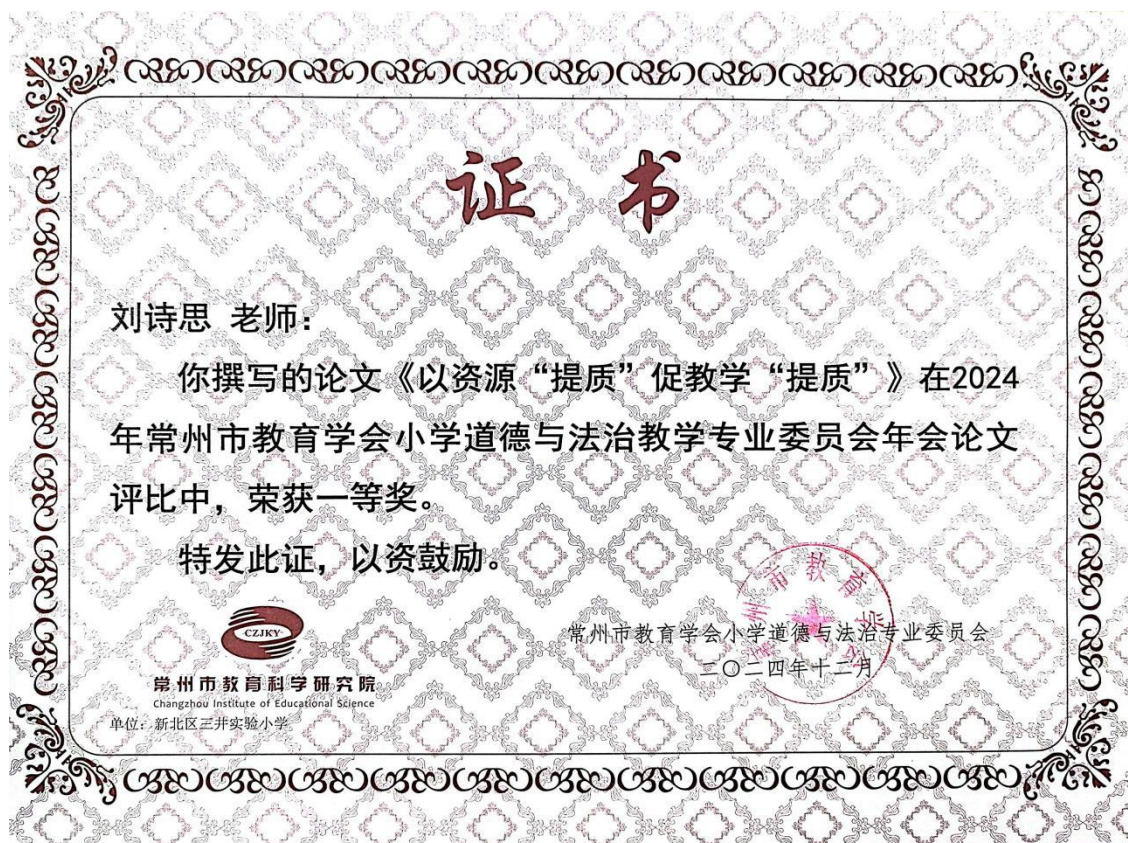 证 书
刘诗思 老师:
你撰写的论文《以资源“提质”促教学“提质”》在2024
年常州市教育学会小学道德与法治教学专业委员会年会论文
评比中，荣获一等奖。
特发此证，以资鼓励。
CZJKY
常州市教育科学研究院
Changzhou Institute of Educational Science
单位：新北区三井实验小学
常州市教育学
常州市教育学会小学道德与法治专业委员会
二〇二四年十二月